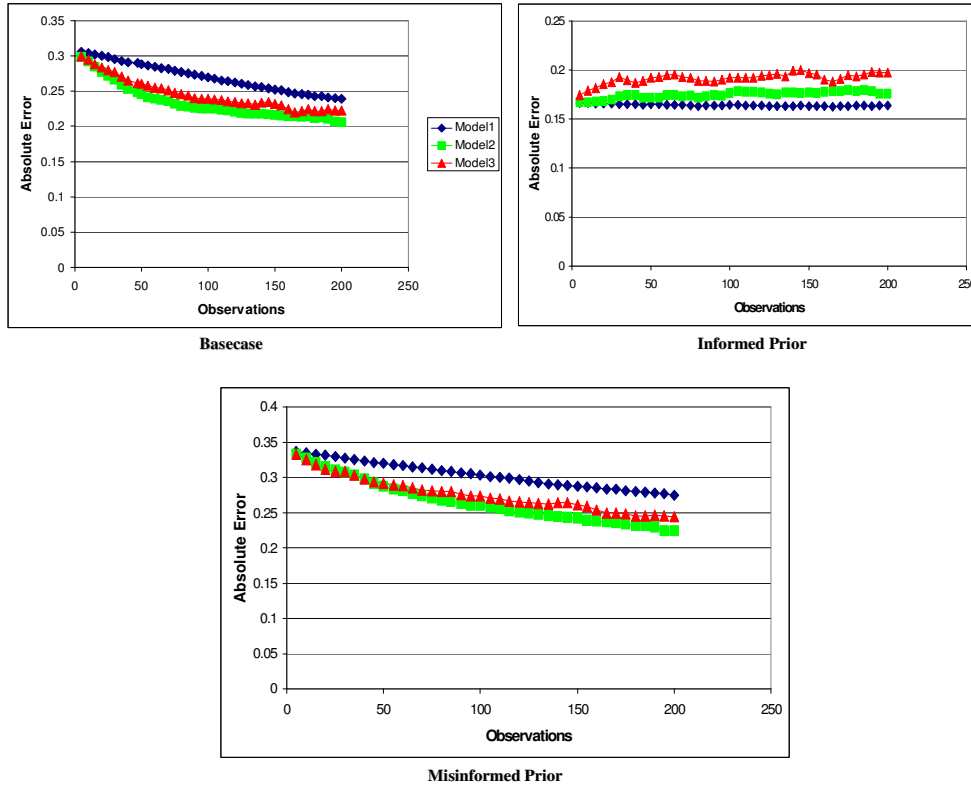 0.35
0.3
0.25
0.2
0.15
0.1
0.05
0
Absolute Error
0 50 100 150 200 250
Observations
Model1
Model2
Model3
Basecase
0.25
0.2
0.15
0.1
0.05
0
Absolute Error
0 50 100 150 200 250
Observations
Informed Prior
0.4
0.35
0.3
0.25
0.2
0.15
0.1
0.05
0
Absolute Error
0 50 100 150 200 250
Observations
Misinformed Prior